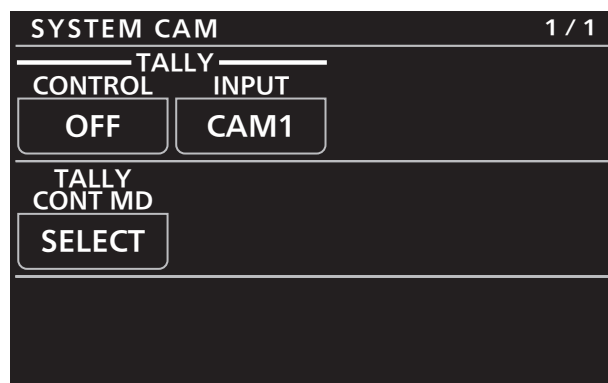 SYSTEM CAM 1 / 1
TALLY
CONTROL INPUT
OFF CAM1
TALLY
CONT MD
SELECT